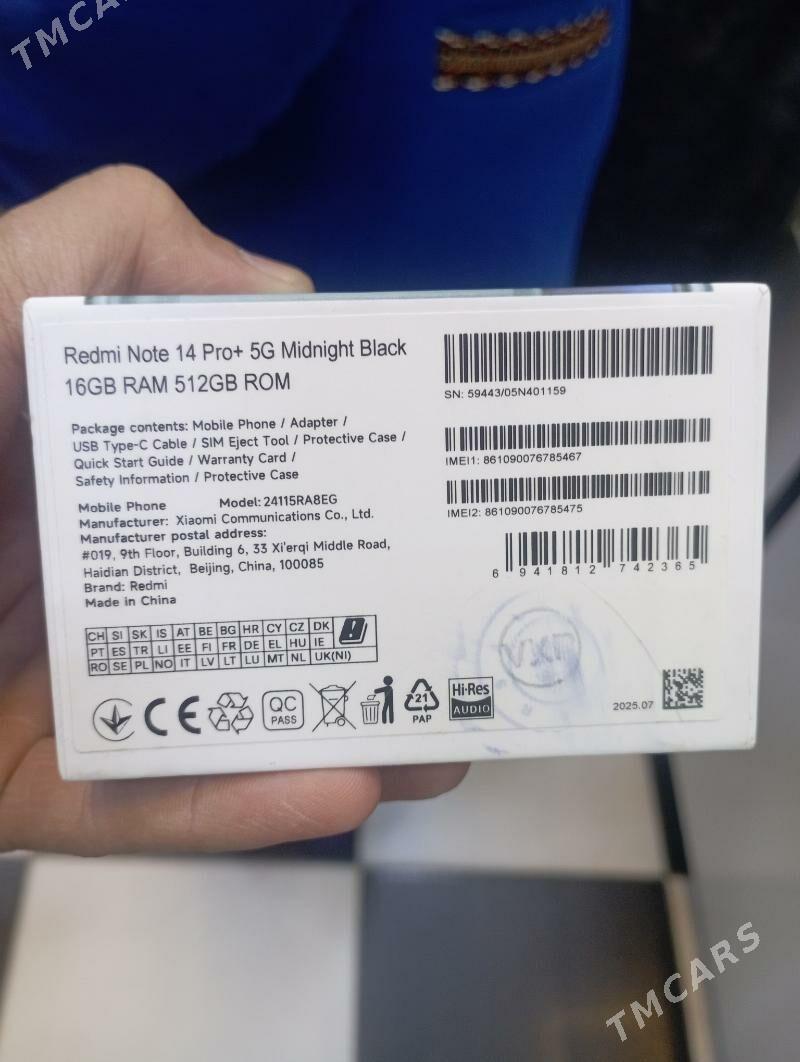 TMCARS
Redmi Note 14 Pro+ 5G Midnight Black
16GB RAM 512GB ROM
Package contents: Mobile Phone / Adapter /
USB Type-C Cable / SIM Eject Tool / Protective Case /
Quick Start Guide / Warranty Card /
Safety Information / Protective Case
Mobile Phone Model: 24115RA8EG
Manufacturer: Xiaomi Communications Co., Ltd.
Manufacturer postal address:
#019, 9th Floor, Building 6, 33 Xi'erqi Middle Road,
Haidian District, Beijing, China, 100085
Brand: Redmi
Made in China
SN: 59443/05N401159
IMEI1: 861090076785467
IMEI2: 861090076785475
6 941812 742365
CH SI SK IS AT BE BG HR CY CZ DK
PT ES TR LI EE FI FR DE EL HU IE
RO SE PL NO IT LV LT LU MT NL UK(NI)
CE
QC
PASS
21
PAP
Hi-Res
AUDIO
2025.07
TMCARS